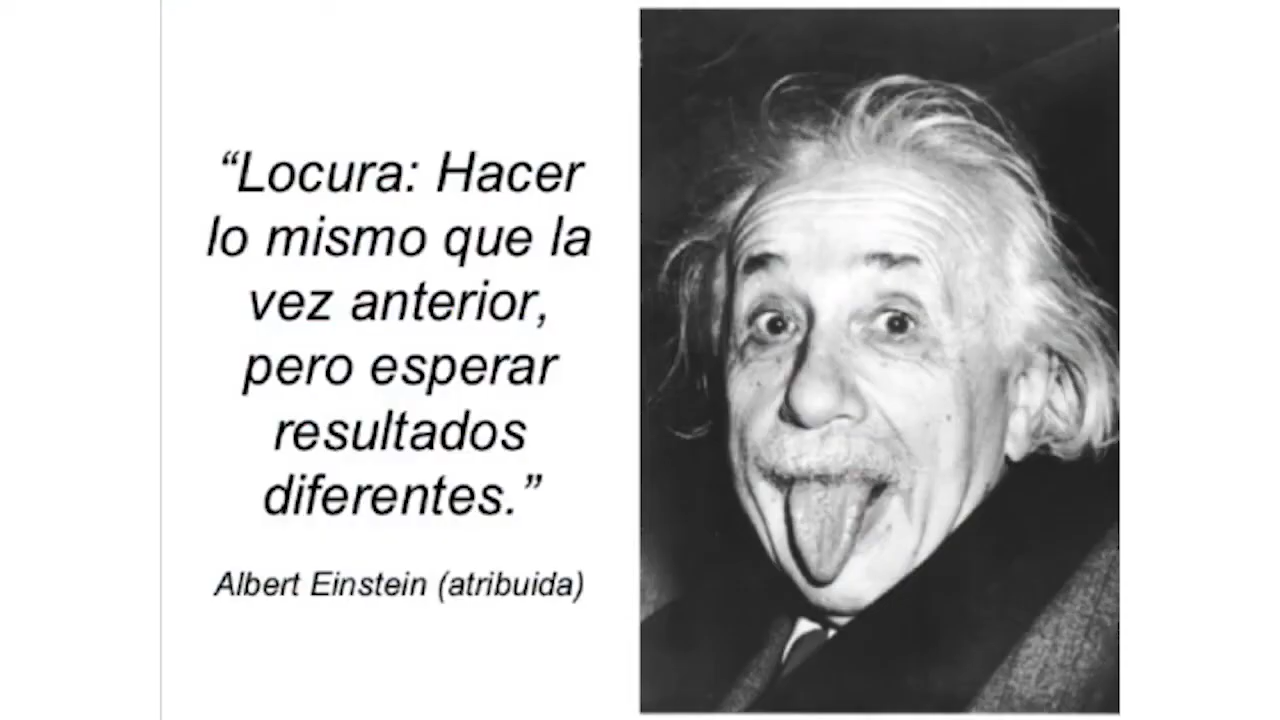 “Locura: Hacer
lo mismo que la
vez anterior,
pero esperar
resultados
diferentes.”
Albert Einstein (atribuida)